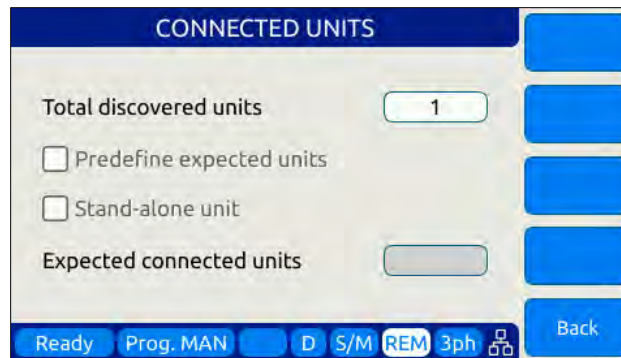 CONNECTED UNITS
Total discovered units 1
Predefine expected units
Stand-alone unit
Expected connected units
Ready Prog. MAN D S/M REM 3ph Back